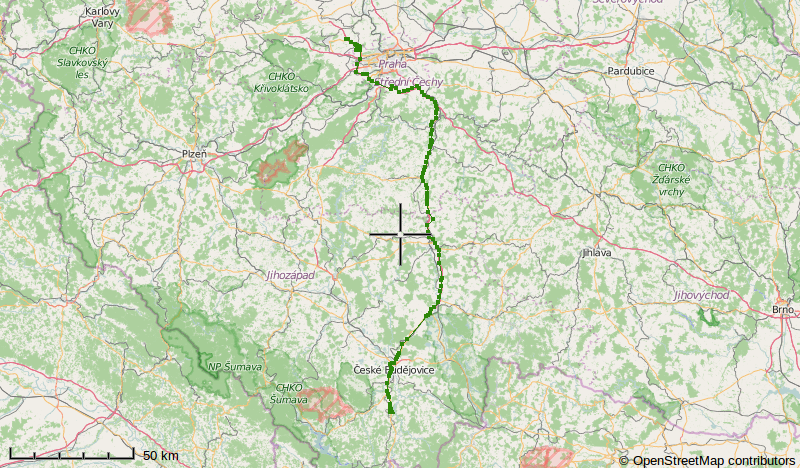 Severovýchod
Karlovy
Vary
CHKO
Slavkovský
les
Praha
Střední Čechy
CHKO
Křivoklátsko
Pardubice
Plzeň
CHKO
Žďárské
vrchy
Jihozápad
Jihlava
Jihovýchod
Brno
NP Šumava
České Budějovice
CHKO
Šumava
50 km
© OpenStreetMap contributors